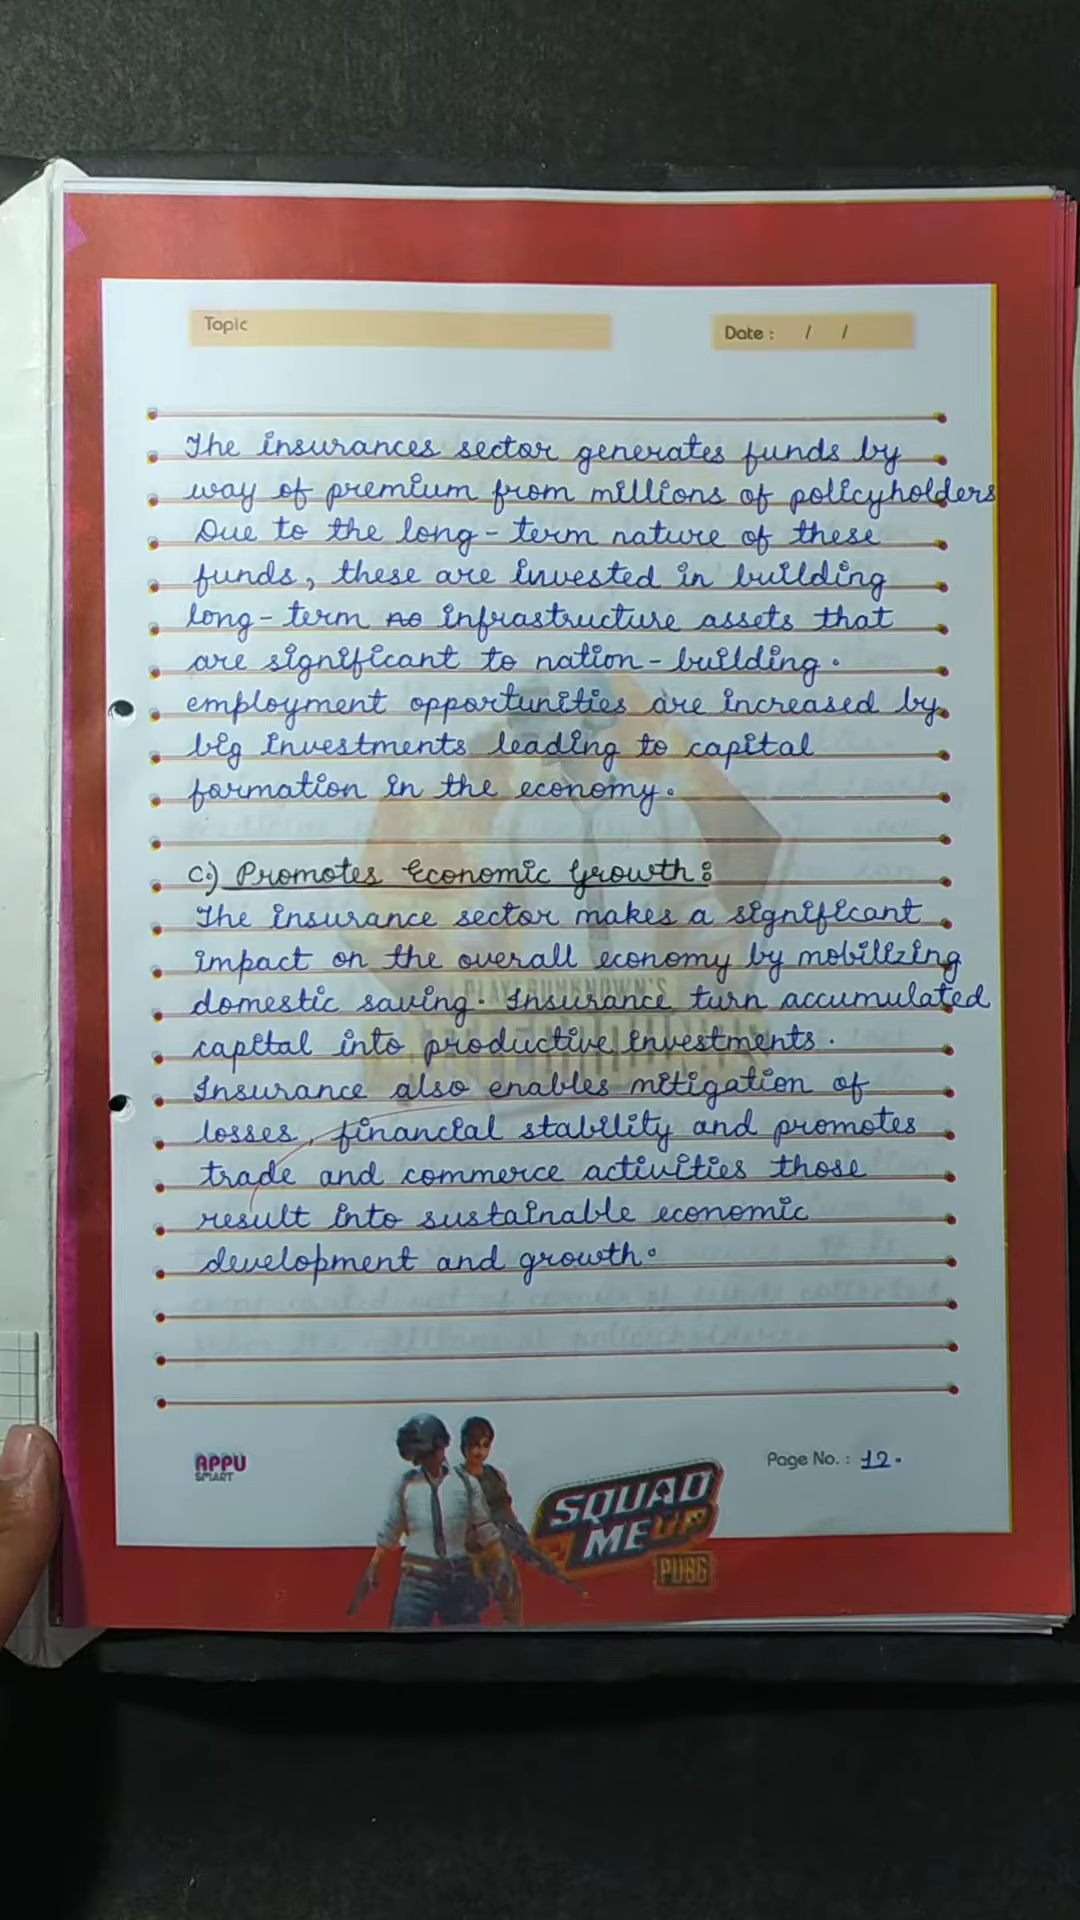 Topic
Date : / /
The insurances sector generates funds by
way of premium from millions of policyholders
Due to the long-term nature of these
funds, these are invested in building
long-term no infrastructure assets that
are significant to nation-building.
employment opportunities are increased by
big investments leading to capital
formation in the economy.
c.) Promotes Economic Growth:
The insurance sector makes a significant
impact on the overall economy by mobilizing
domestic saving. Insurance turn accumulated
capital into productive investments.
Insurance also enables mitigation of
losses, financial stability and promotes
trade and commerce activities those
result into sustainable economic
development and growth.
APPU
SMART
SQUAD
ME UP
PUBG
Page No. : 12.